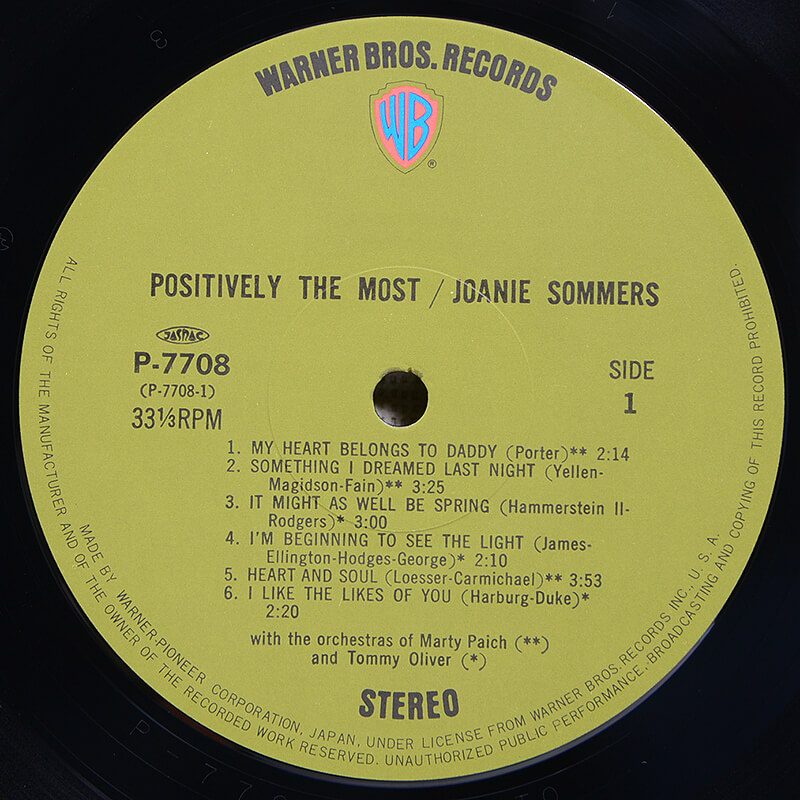 WARNER BROS. RECORDS
WB
®
POSITIVELY THE MOST / JOANIE SOMMERS
JASRAC
P-7708
(P-7708-1)
33⅓RPM
SIDE
1
1. MY HEART BELONGS TO DADDY (Porter)** 2:14
2. SOMETHING I DREAMED LAST NIGHT (Yellen-
Magidson-Fain)** 3:25
3. IT MIGHT AS WELL BE SPRING (Hammerstein II-
Rodgers)* 3:00
4. I'M BEGINNING TO SEE THE LIGHT (James-
Ellington-Hodges-George)* 2:10
5. HEART AND SOUL (Loesser-Carmichael)** 3:53
6. I LIKE THE LIKES OF YOU (Harburg-Duke)*
2:20
with the orchestras of Marty Paich (**)
and Tommy Oliver (*)
STEREO
MADE BY WARNER-PIONEER CORPORATION, JAPAN, UNDER LICENSE FROM WARNER BROS. RECORDS INC., U. S. A.
ALL RIGHTS OF THE MANUFACTURER AND OF THE OWNER OF THE RECORDED WORK RESERVED. UNAUTHORIZED PUBLIC PERFORMANCE, BROADCASTING AND COPYING OF THIS RECORD PROHIBITED.